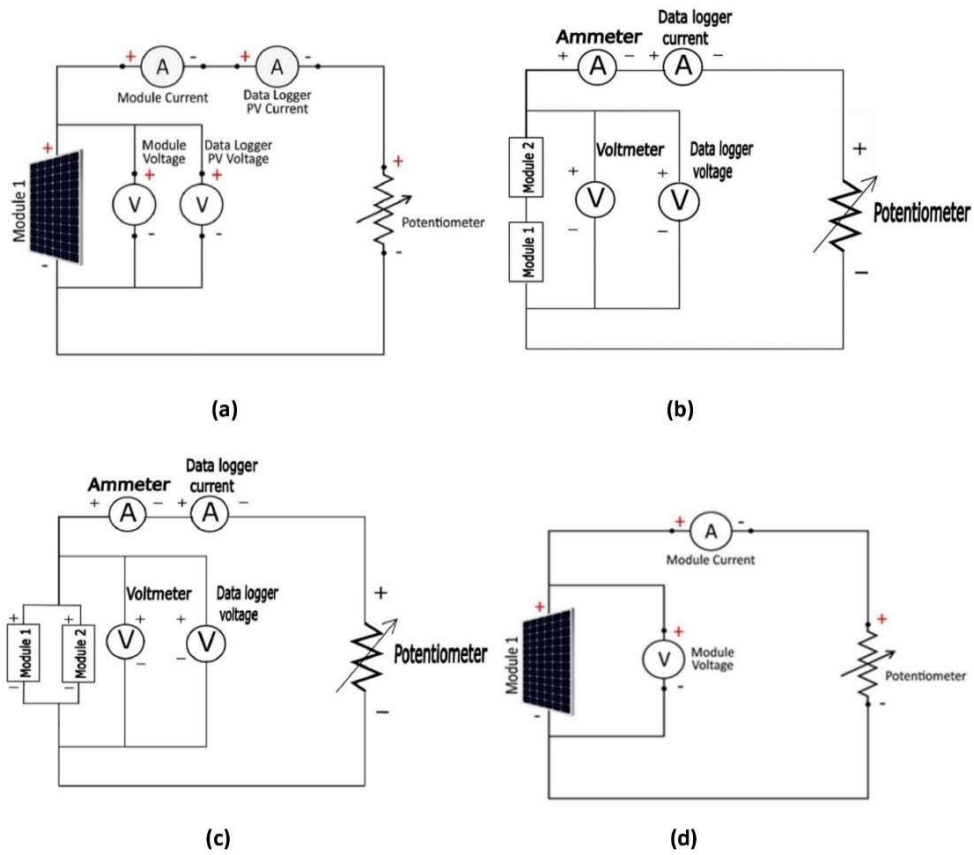 + A - + A -
Module Current
Data Logger
PV Current
Module
Voltage
Data Logger
PV Voltage
+ + +
Module 1
V V
- - -
+
Potentiometer
-
(a)
Data logger
current
Ammeter
+ A − + A −
Module 2
Module 1
Voltmeter
Data logger
voltage
+ V − + V −
+
Potentiometer
−
(b)
Data logger
current
Ammeter
+ A − + A −
Voltmeter
Data logger
voltage
+ +
Module 1
Module 2
− −
V + − + V −
+
Potentiometer
−
(c)
+ A -
Module Current
+
Module 1
-
+
V
-
Module
Voltage
+
Potentiometer
-
(d)